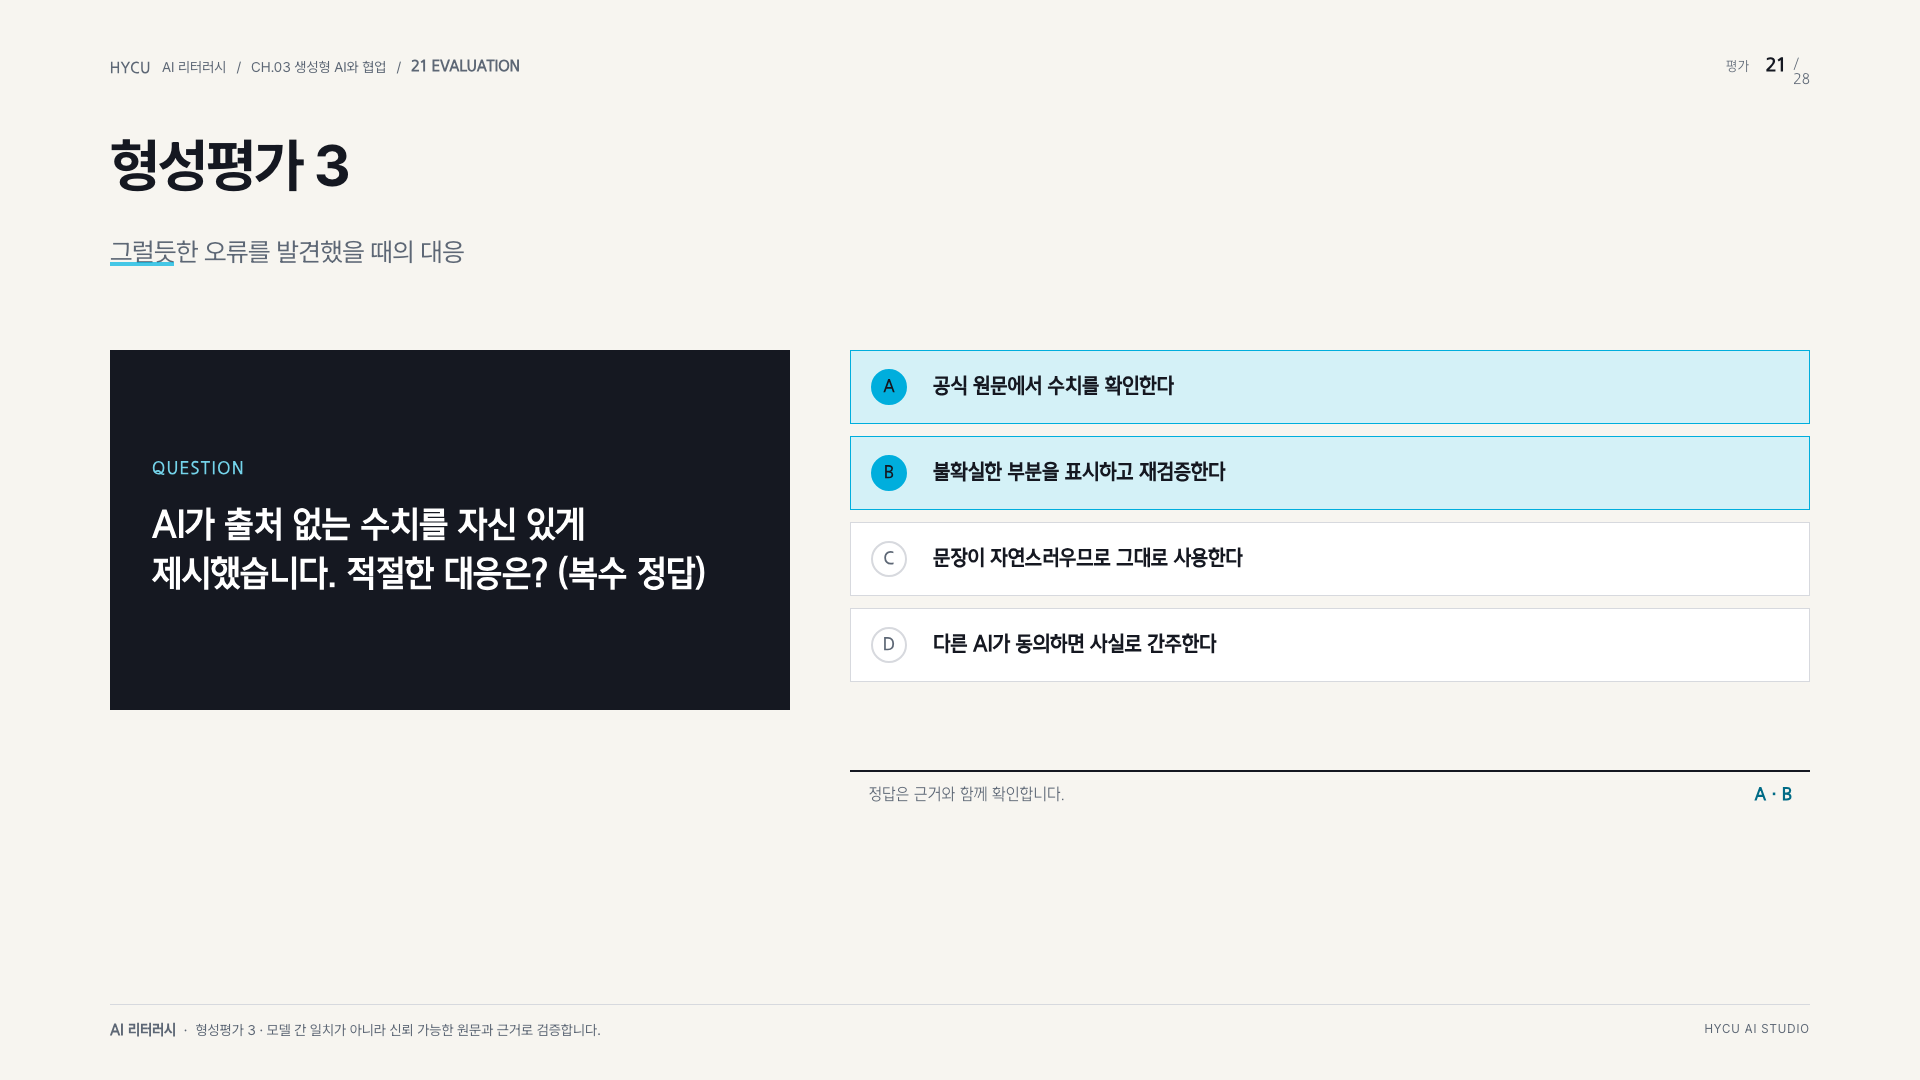 HYCU AI 리터러시 / CH.03 생성형 AI와 협업 / 21 EVALUATION
평가 21 / 28
형성평가 3
그럴듯한 오류를 발견했을 때의 대응
QUESTION
AI가 출처 없는 수치를 자신 있게
제시했습니다. 적절한 대응은? (복수 정답)
A 공식 원문에서 수치를 확인한다
B 불확실한 부분을 표시하고 재검증한다
C 문장이 자연스러우므로 그대로 사용한다
D 다른 AI가 동의하면 사실로 간주한다
정답은 근거와 함께 확인합니다. A · B
AI 리터러시 · 형성평가 3 · 모델 간 일치가 아니라 신뢰 가능한 원문과 근거로 검증합니다.
HYCU AI STUDIO